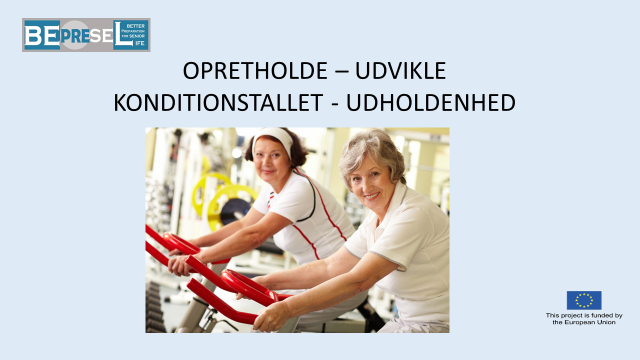 BEPRESEL BETTER
PREPARATION
FOR SENIOR
LIFE
OPRETHOLDE – UDVIKLE
KONDITIONSTALLET - UDHOLDENHED
This project is funded by
the European Union